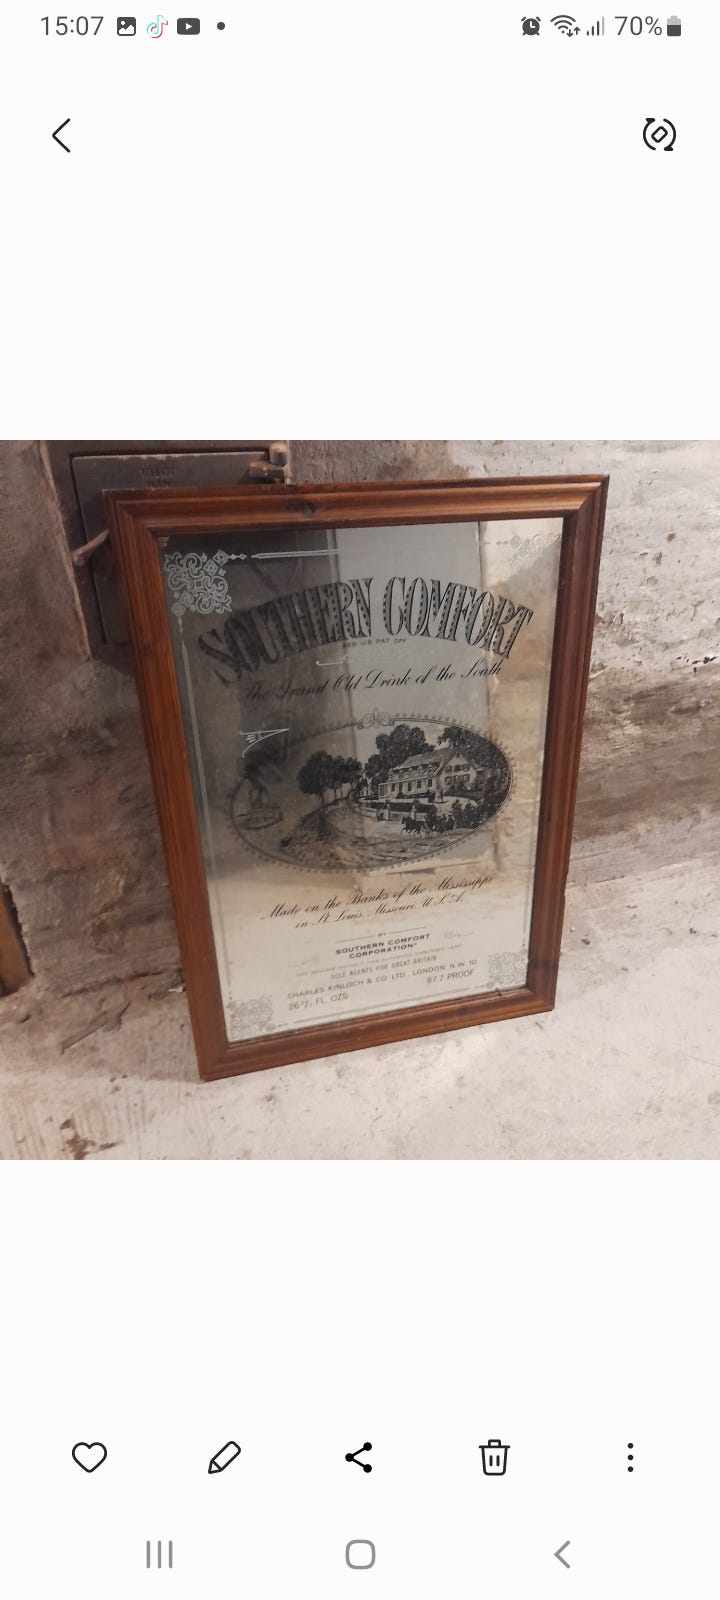 15:07
70%
SOUTHERN COMFORT
REG U.S. PAT OFF
The Grand Old Drink of the South
Made on the Banks of the Mississippi
in St. Louis, Missouri, U.S.A.
BY
SOUTHERN COMFORT
CORPORATION
SOLE AGENTS FOR GREAT BRITAIN
CHARLES KINLOCH & CO LTD. LONDON N.W. 10
26 2/3 FL. OZS
87.7 PROOF